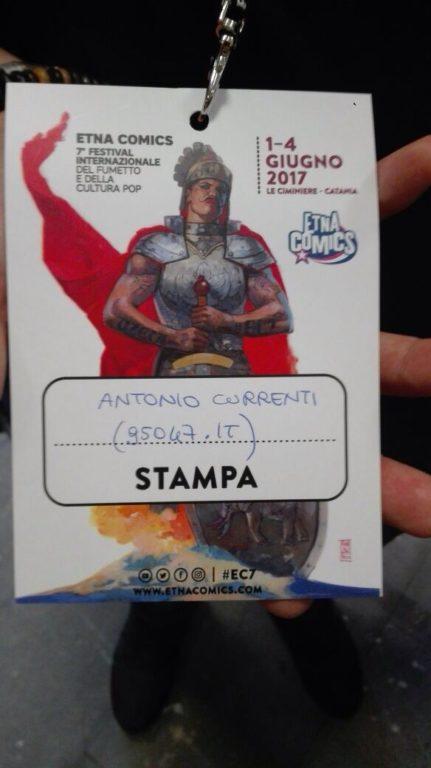 ETNA COMICS
7° FESTIVAL
INTERNAZIONALE
DEL FUMETTO
E DELLA
CULTURA POP
1-4
GIUGNO
2017
LE CIMINIERE - CATANIA
ETNA
COMICS
ANTONIO CURRENTI
(95047.IT)
STAMPA
| #EC7
WWW.ETNACOMICS.COM